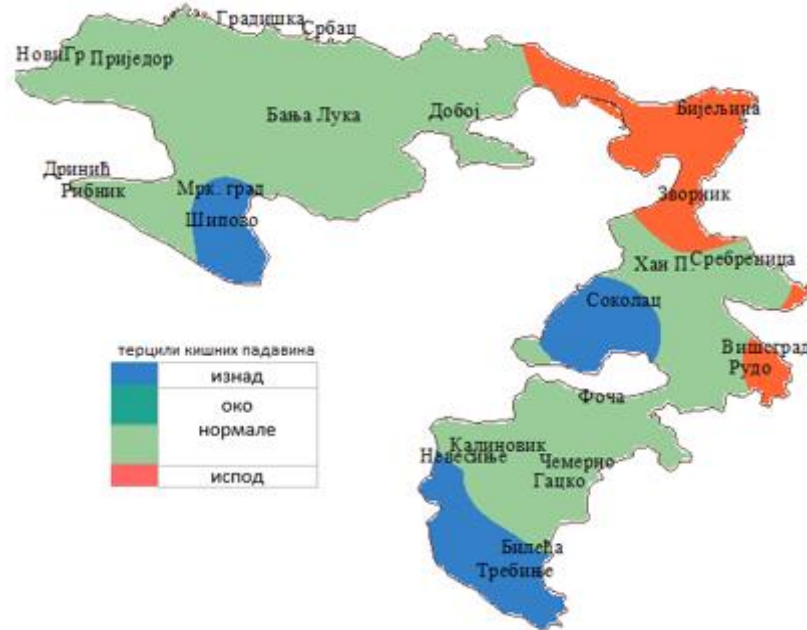 Градишка
Србац
НовиГр
Приједор
Бања Лука
Добој
Бијељина
Дринић
Рибник
Мрк. град
Шипово
Зворник
Хан П.
Сребреница
Соколац
Вишеград
Рудо
Фоча
Калиновик
Невесиње
Чемерно
Гацко
Билећа
Требиње
терцили кишних падавина
изнад
око
нормале
испод